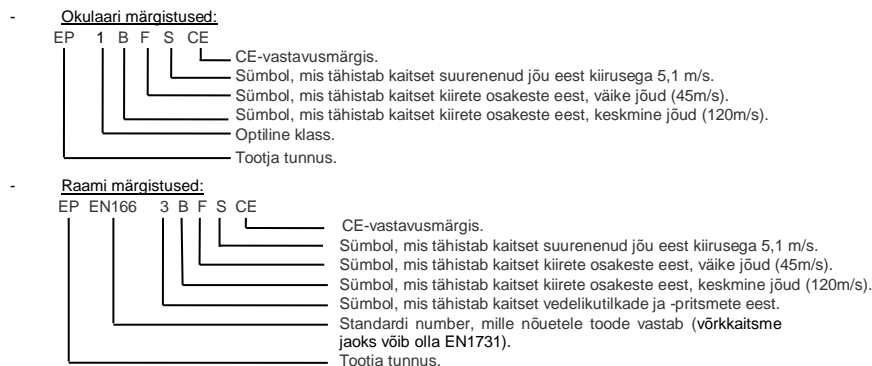 - Okulaari märgistused:
EP 1 B F S CE
CE-vastavusmärgis.
Sümbol, mis tähistab kaitset suurenenud jõu eest kiirusega 5,1 m/s.
Sümbol, mis tähistab kaitset kiirete osakeste eest, väike jõud (45m/s).
Sümbol, mis tähistab kaitset kiirete osakeste eest, keskmine jõud (120m/s).
Optiline klass.
Tootja tunnus.
- Raami märgistused:
EP EN166 3 B F S CE
CE-vastavusmärgis.
Sümbol, mis tähistab kaitset suurenenud jõu eest kiirusega 5,1 m/s.
Sümbol, mis tähistab kaitset kiirete osakeste eest, väike jõud (45m/s).
Sümbol, mis tähistab kaitset kiirete osakeste eest, keskmine jõud (120m/s).
Sümbol, mis tähistab kaitset vedelikutilkade ja -pritsmete eest.
Standardi number, mille nõuetele toode vastab (võrkkaitsme
jaoks võib olla EN1731).
Tootja tunnus.